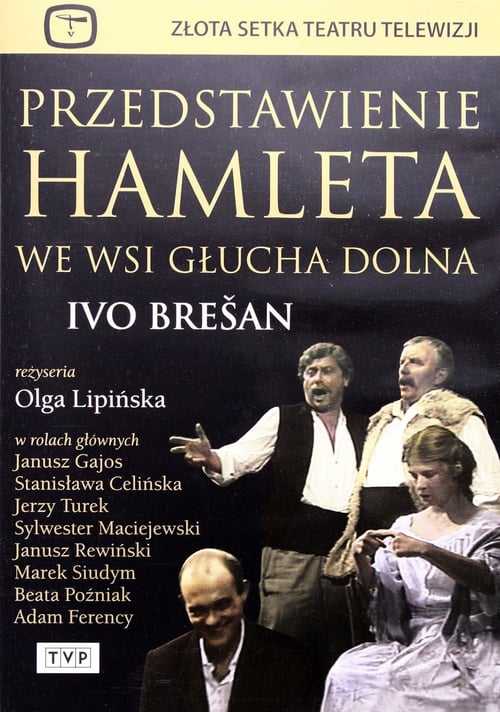 ZŁOTA SETKA TEATRU TELEWIZJI
PRZEDSTAWIENIE
HAMLETA
WE WSI GŁUCHA DOLNA
IVO BREŠAN
reżyseria
Olga Lipińska
w rolach głównych
Janusz Gajos
Stanisława Celińska
Jerzy Turek
Sylwester Maciejewski
Janusz Rewiński
Marek Siudym
Beata Poźniak
Adam Ferency
TVP